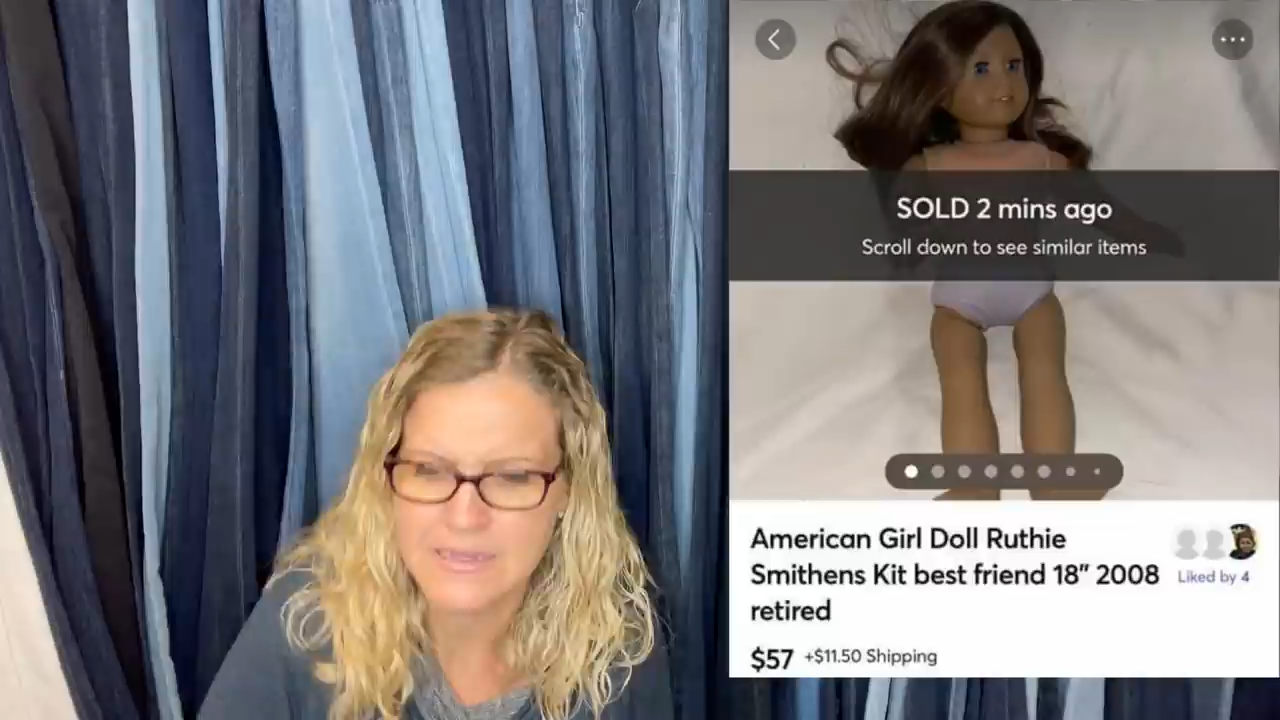 SOLD 2 mins ago
Scroll down to see similar items
American Girl Doll Ruthie
Smithens Kit best friend 18″ 2008
retired
Liked by 4
$57 +$11.50 Shipping